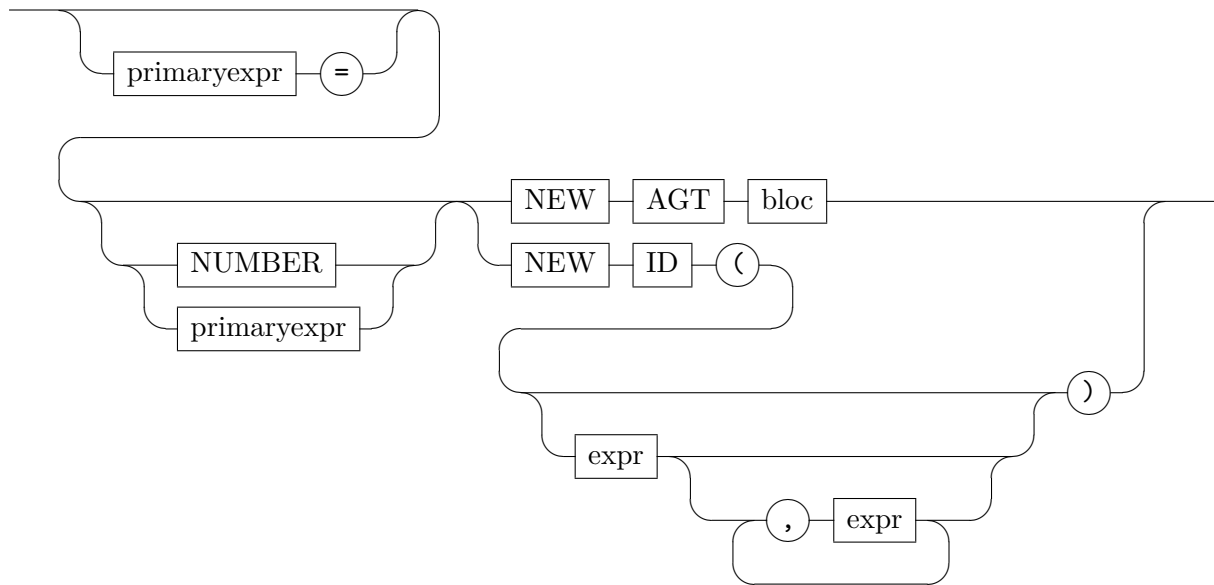 primaryexpr =
NEW AGT bloc
NUMBER NEW ID (
primaryexpr
)
expr
, expr